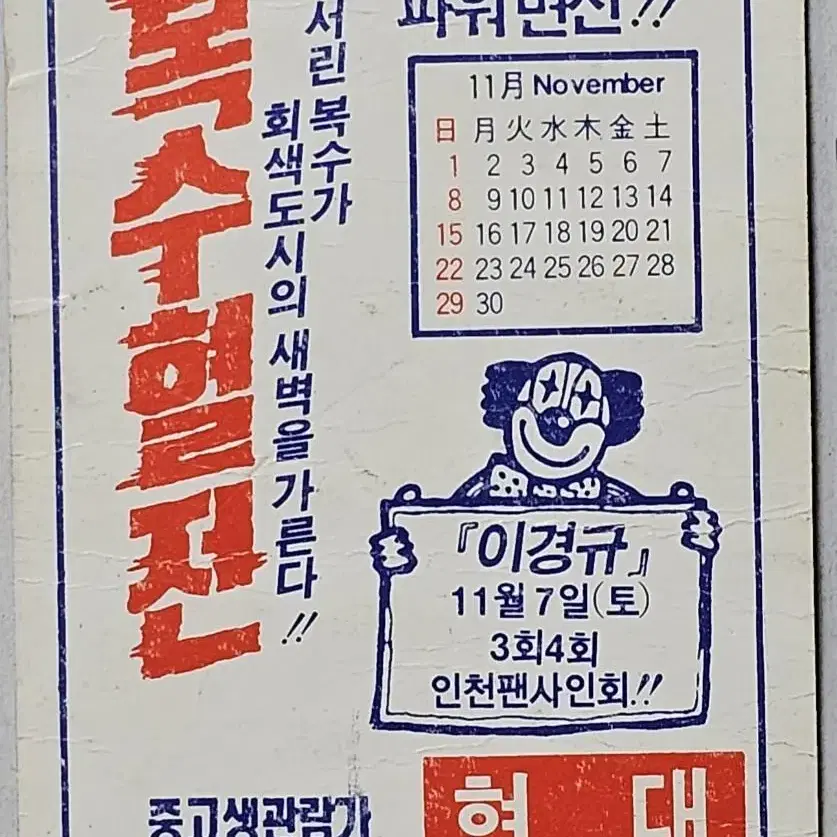 복수혈전
서린 복수가
회색도시의 새벽을 가른다!!
파워변신!!
11月 November
日 月 火 水 木 金 土
1 2 3 4 5 6 7
8 9 10 11 12 13 14
15 16 17 18 19 20 21
22 23 24 25 26 27 28
29 30
『이경규』
11월 7일(토)
3회4회
인천팬사인회!!
중고생관람가
현 대